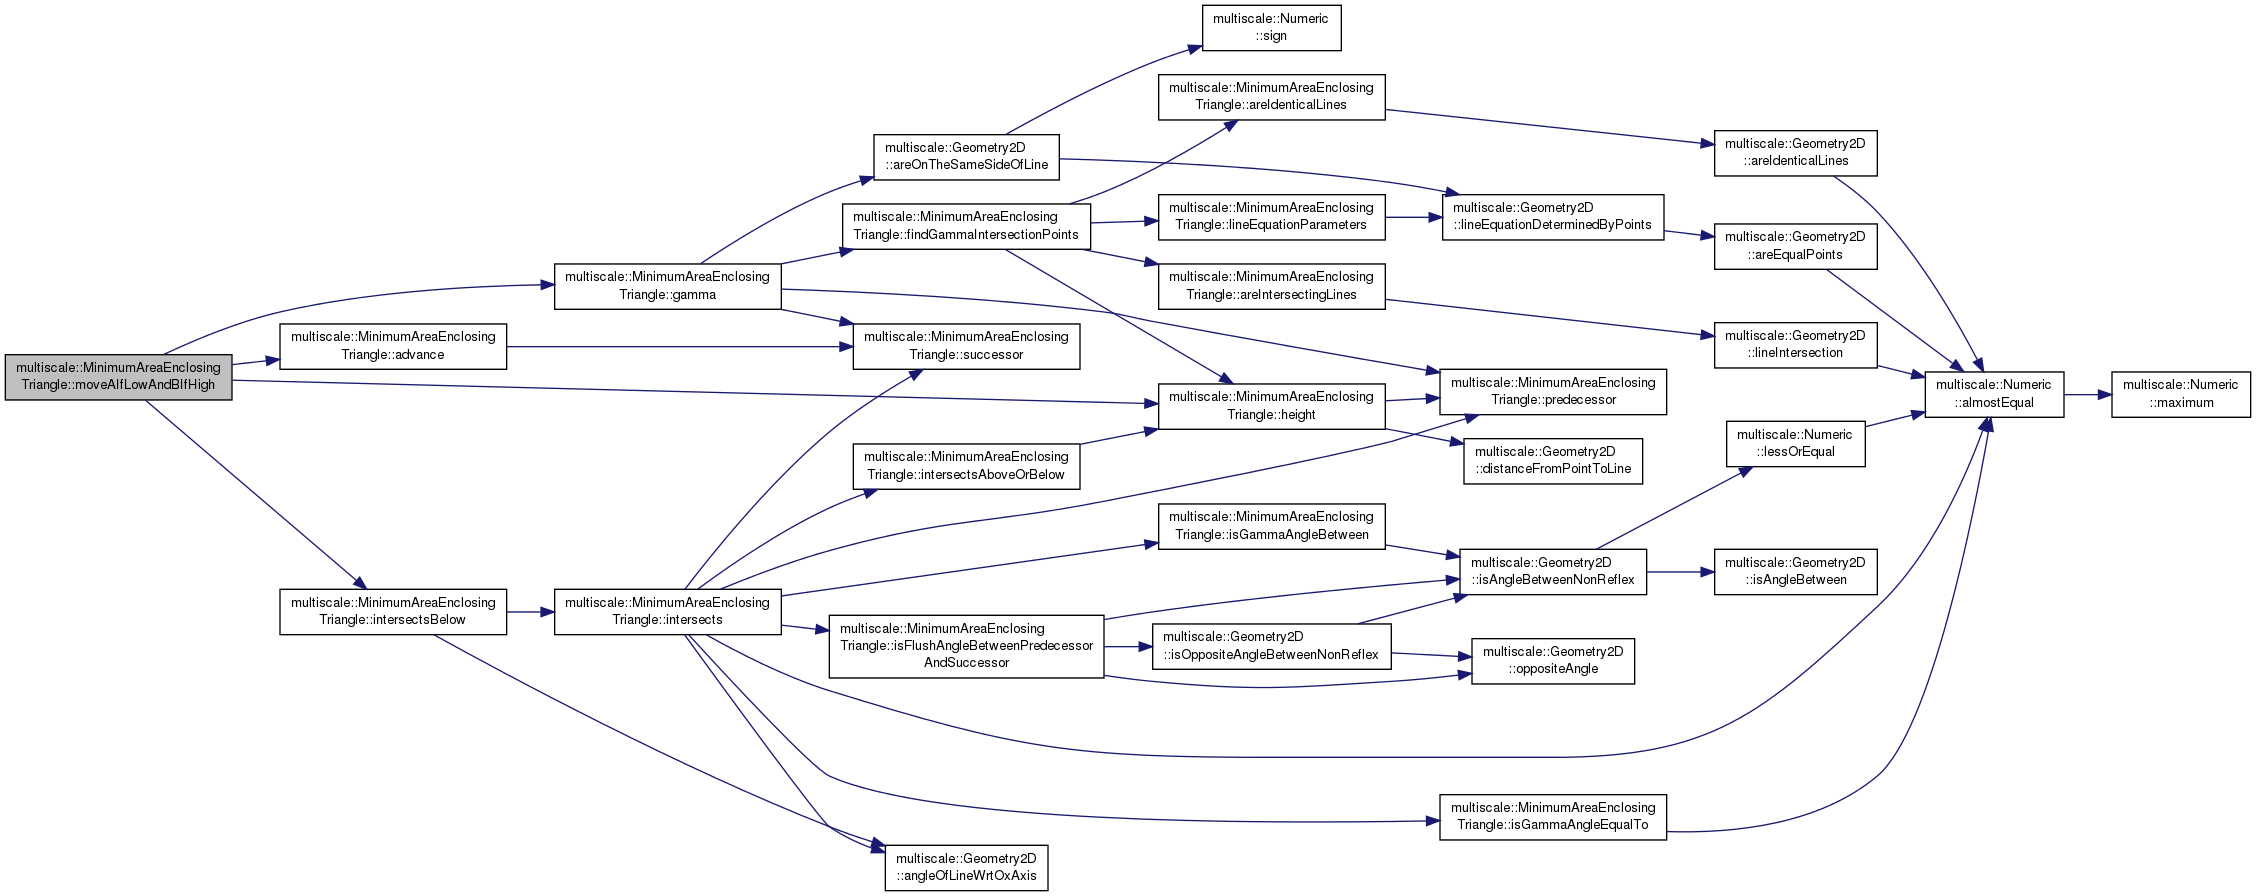 multiscale::MinimumAreaEnclosing
Triangle::moveAIfLowAndBIfHigh
multiscale::MinimumAreaEnclosing
Triangle::advance
multiscale::MinimumAreaEnclosing
Triangle::intersectsBelow
multiscale::MinimumAreaEnclosing
Triangle::gamma
multiscale::MinimumAreaEnclosing
Triangle::intersects
multiscale::Geometry2D
::areOnTheSameSideOfLine
multiscale::MinimumAreaEnclosing
Triangle::findGammaIntersectionPoints
multiscale::MinimumAreaEnclosing
Triangle::successor
multiscale::MinimumAreaEnclosing
Triangle::intersectsAboveOrBelow
multiscale::MinimumAreaEnclosing
Triangle::isFlushAngleBetweenPredecessor
AndSuccessor
multiscale::Geometry2D
::angleOfLineWrtOxAxis
multiscale::Numeric
::sign
multiscale::MinimumAreaEnclosing
Triangle::areIdenticalLines
multiscale::MinimumAreaEnclosing
Triangle::lineEquationParameters
multiscale::MinimumAreaEnclosing
Triangle::areIntersectingLines
multiscale::MinimumAreaEnclosing
Triangle::height
multiscale::MinimumAreaEnclosing
Triangle::isGammaAngleBetween
multiscale::Geometry2D
::isOppositeAngleBetweenNonReflex
multiscale::Geometry2D
::lineEquationDeterminedByPoints
multiscale::MinimumAreaEnclosing
Triangle::predecessor
multiscale::Geometry2D
::distanceFromPointToLine
multiscale::Geometry2D
::isAngleBetweenNonReflex
multiscale::Geometry2D
::oppositeAngle
multiscale::MinimumAreaEnclosing
Triangle::isGammaAngleEqualTo
multiscale::Geometry2D
::areIdenticalLines
multiscale::Geometry2D
::areEqualPoints
multiscale::Geometry2D
::lineIntersection
multiscale::Numeric
::lessOrEqual
multiscale::Geometry2D
::isAngleBetween
multiscale::Numeric
::almostEqual
multiscale::Numeric
::maximum